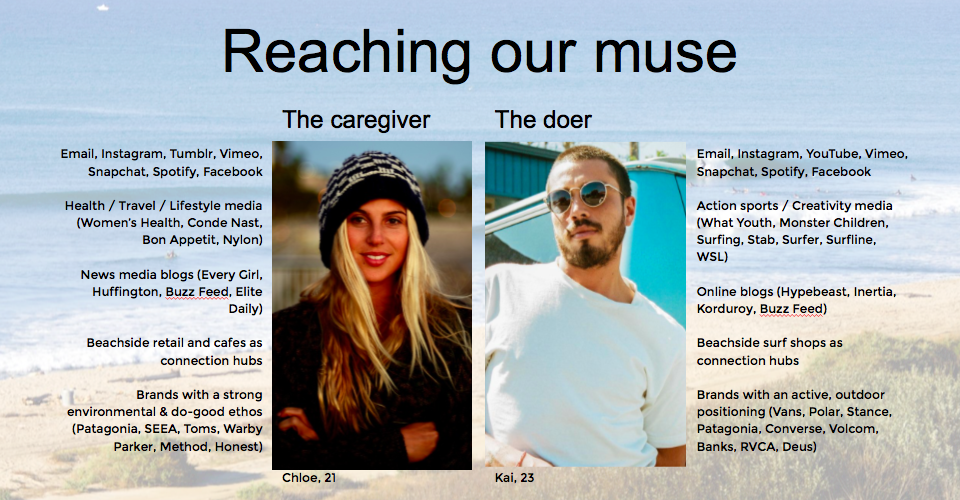 Reaching our muse
The caregiver
Email, Instagram, Tumblr, Vimeo,
Snapchat, Spotify, Facebook
Health / Travel / Lifestyle media
(Women's Health, Conde Nast,
Bon Appetit, Nylon)
News media blogs (Every Girl,
Huffington, Buzz Feed, Elite
Daily)
Beachside retail and cafes as
connection hubs
Brands with a strong
environmental & do-good ethos
(Patagonia, SEEA, Toms, Warby
Parker, Method, Honest)
Chloe, 21
The doer
Email, Instagram, YouTube, Vimeo,
Snapchat, Spotify, Facebook
Action sports / Creativity media
(What Youth, Monster Children,
Surfing, Stab, Surfer, Surfline,
WSL)
Online blogs (Hypebeast, Inertia,
Korduroy, Buzz Feed)
Beachside surf shops as
connection hubs
Brands with an active, outdoor
positioning (Vans, Polar, Stance,
Patagonia, Converse, Volcom,
Banks, RVCA, Deus)
Kai, 23